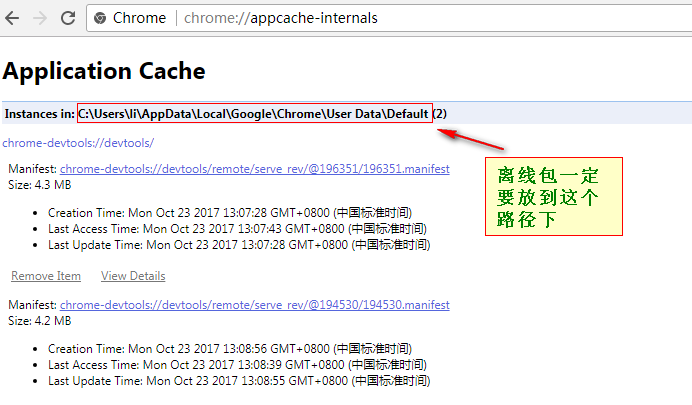 Chrome | chrome://appcache-internals
Application Cache
Instances in: C:\Users\li\AppData\Local\Google\Chrome\User Data\Default (2)
chrome-devtools://devtools/
Manifest: chrome-devtools://devtools/remote/serve_rev/@196351/196351.manifest
Size: 4.3 MB
• Creation Time: Mon Oct 23 2017 13:07:28 GMT+0800 (中国标准时间)
• Last Access Time: Mon Oct 23 2017 13:07:43 GMT+0800 (中国标准时间)
• Last Update Time: Mon Oct 23 2017 13:07:28 GMT+0800 (中国标准时间)
离线包一定
要放到这个
路径下
Remove Item View Details
Manifest: chrome-devtools://devtools/remote/serve_rev/@194530/194530.manifest
Size: 4.2 MB
• Creation Time: Mon Oct 23 2017 13:08:56 GMT+0800 (中国标准时间)
• Last Access Time: Mon Oct 23 2017 13:08:39 GMT+0800 (中国标准时间)
• Last Update Time: Mon Oct 23 2017 13:08:55 GMT+0800 (中国标准时间)